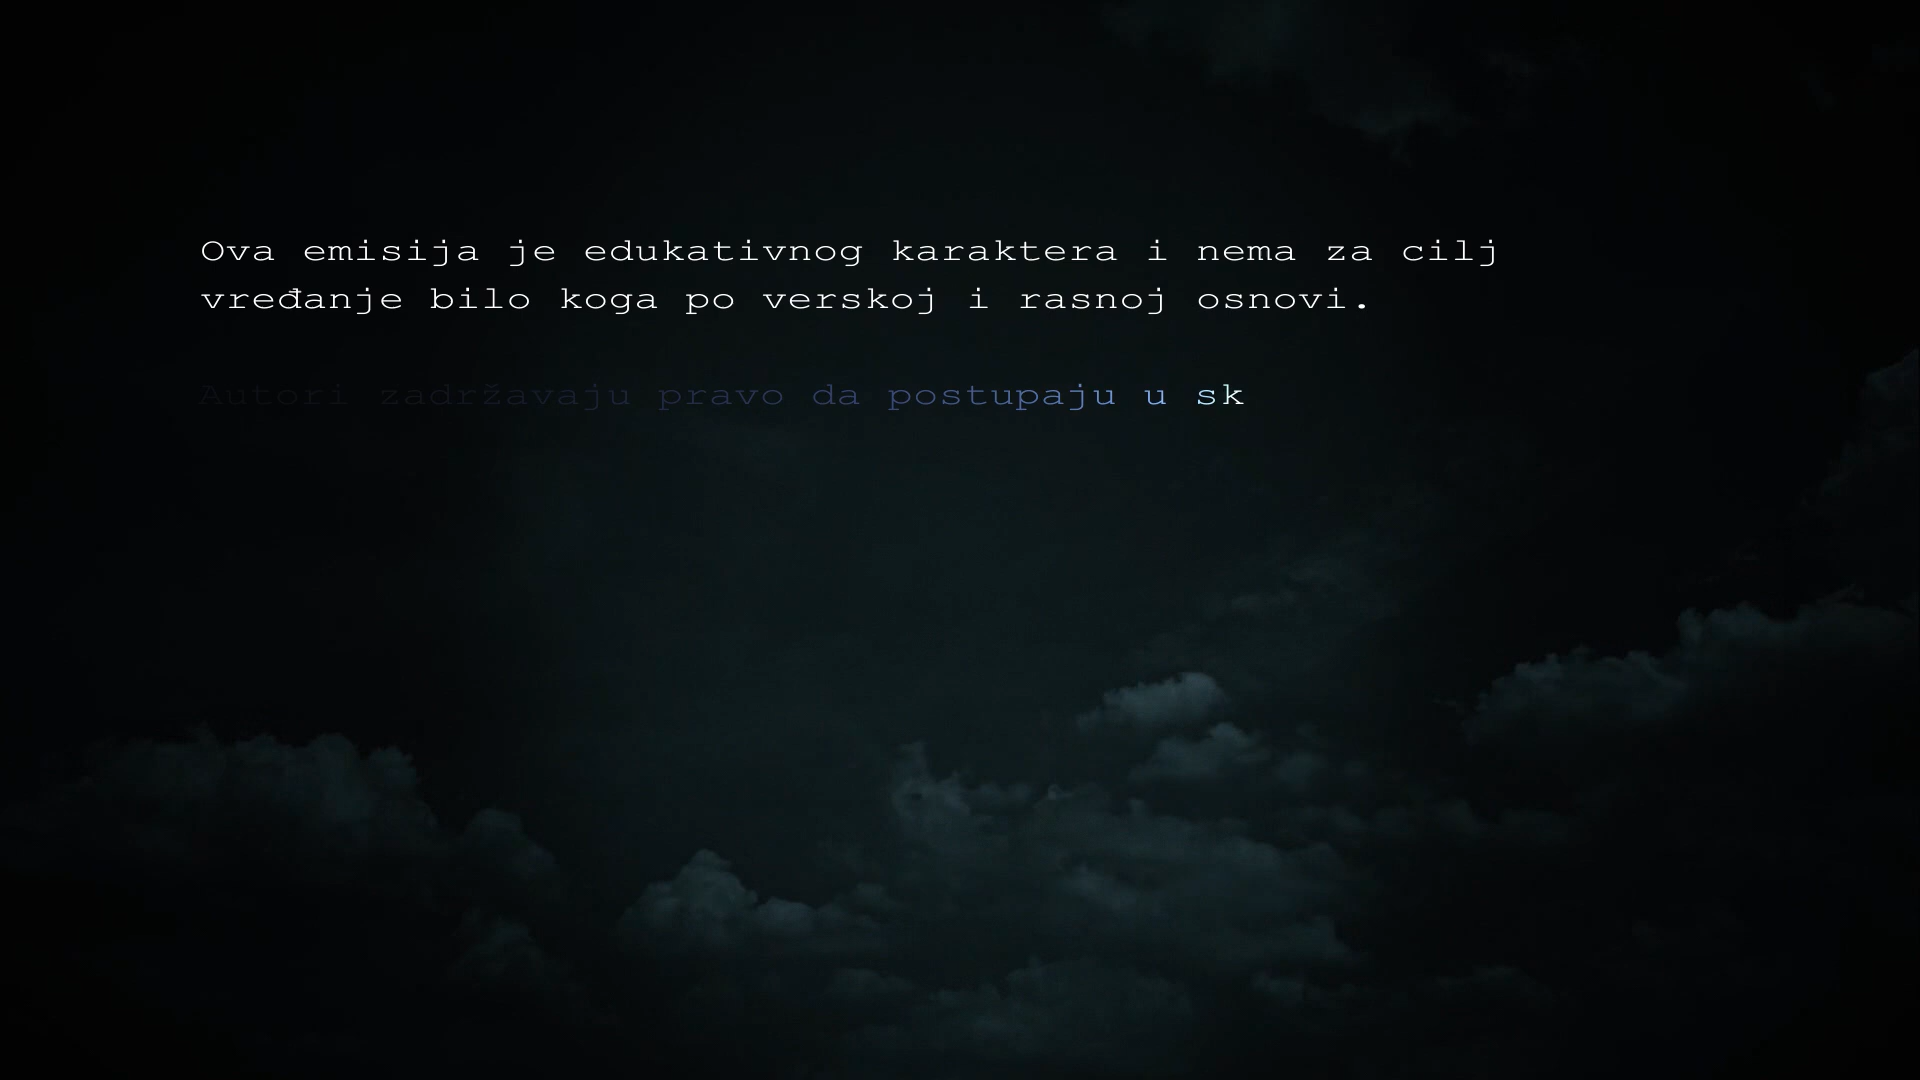 Ova emisija je edukativnog karaktera i nema za cilj
vređanje bilo koga po verskoj i rasnoj osnovi.
Autori zadržavaju pravo da postupaju u sk